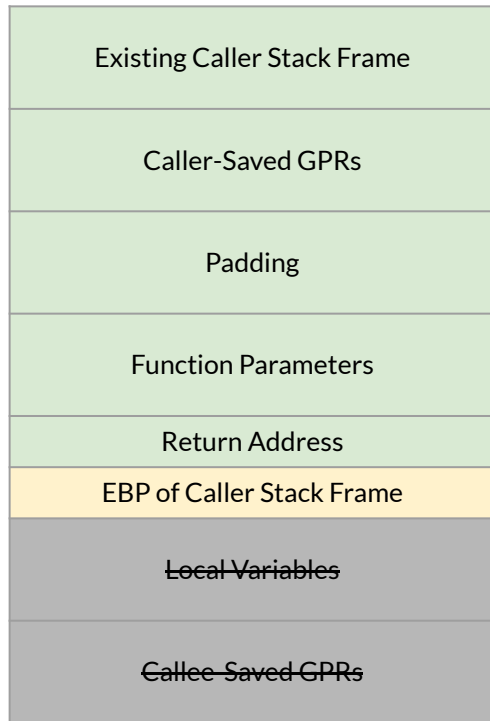 Existing Caller Stack Frame
Caller-Saved GPRs
Padding
Function Parameters
Return Address
EBP of Caller Stack Frame
Local Variables
Callee-Saved GPRs